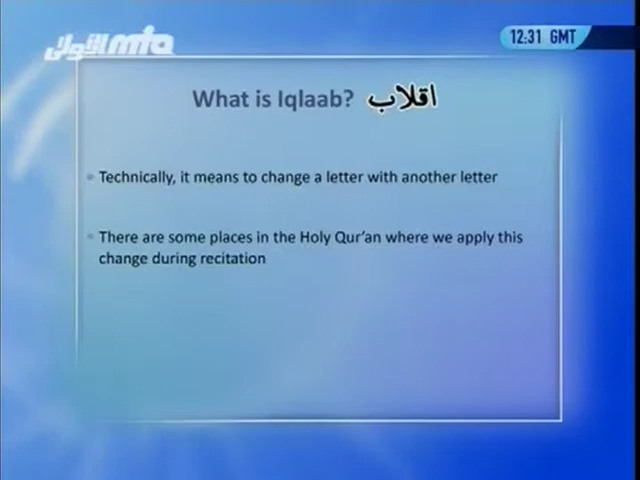 mta الأولى
12:31 GMT
What is Iqlaab? اقلاب
Technically, it means to change a letter with another letter
There are some places in the Holy Qur'an where we apply this
change during recitation